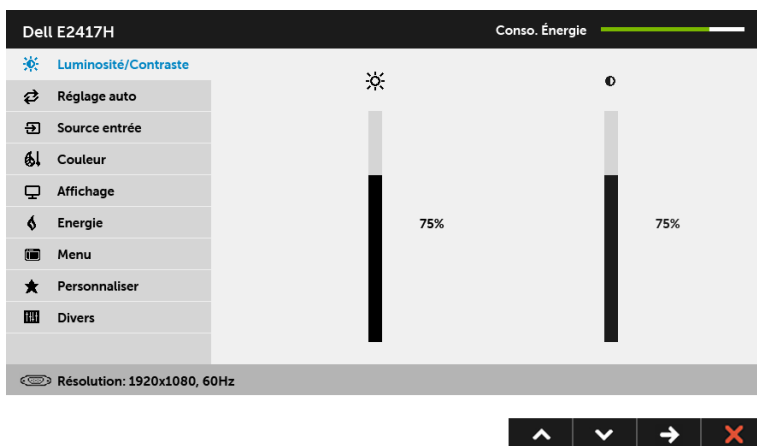 Dell E2417H
Conso. Énergie
Luminosité/Contraste
Réglage auto
Source entrée
Couleur
Affichage
Energie
Menu
Personnaliser
Divers
75%
75%
Résolution: 1920x1080, 60Hz